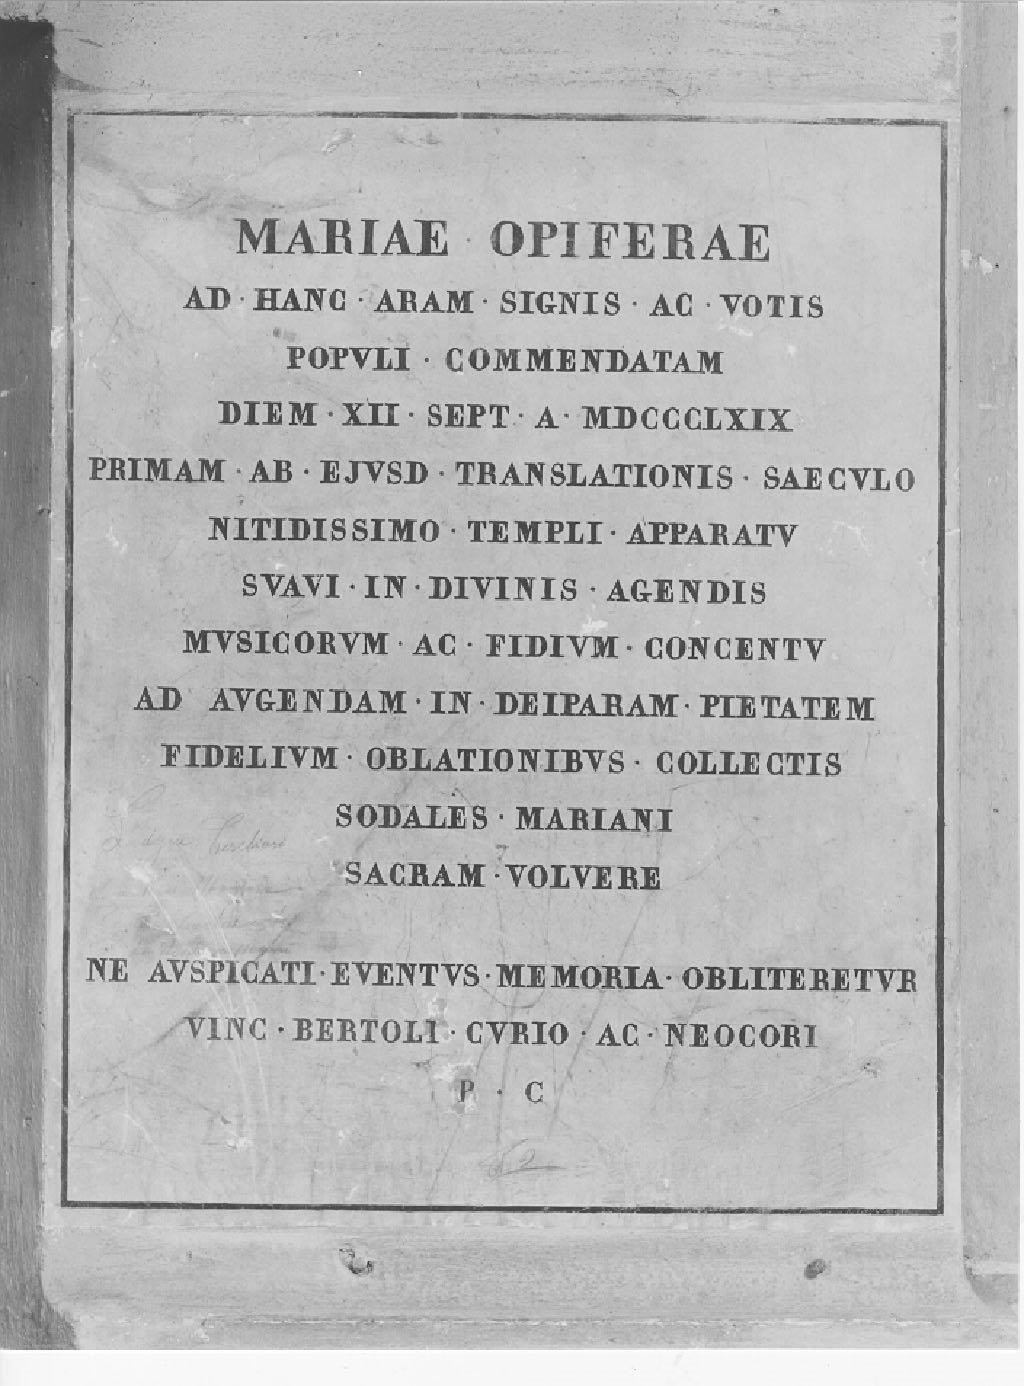 MARIAE · OPIFERAE
AD · HANC · ARAM · SIGNIS · AC · VOTIS
POPVLI · COMMENDATAM
DIEM · XII · SEPT · A · MDCCCLXIX
PRIMAM · AB · EJVSD · TRANSLATIONIS · SAECVLO
NITIDISSIMO · TEMPLI · APPARATV
SVAVI · IN · DIVINIS · AGENDIS
MVSICORVM · AC · FIDIVM · CONCENTV
AD AVGENDAM · IN · DEIPARAM · PIETATEM
FIDELIVM · OBLATIONIBVS · COLLECTIS
SODALES · MARIANI
SACRAM · VOLVERE
NE AVSPICATI · EVENTVS · MEMORIA · OBLITERETVR
VINC · BERTOLI · CVRIO · AC · NEOCORI
P · C